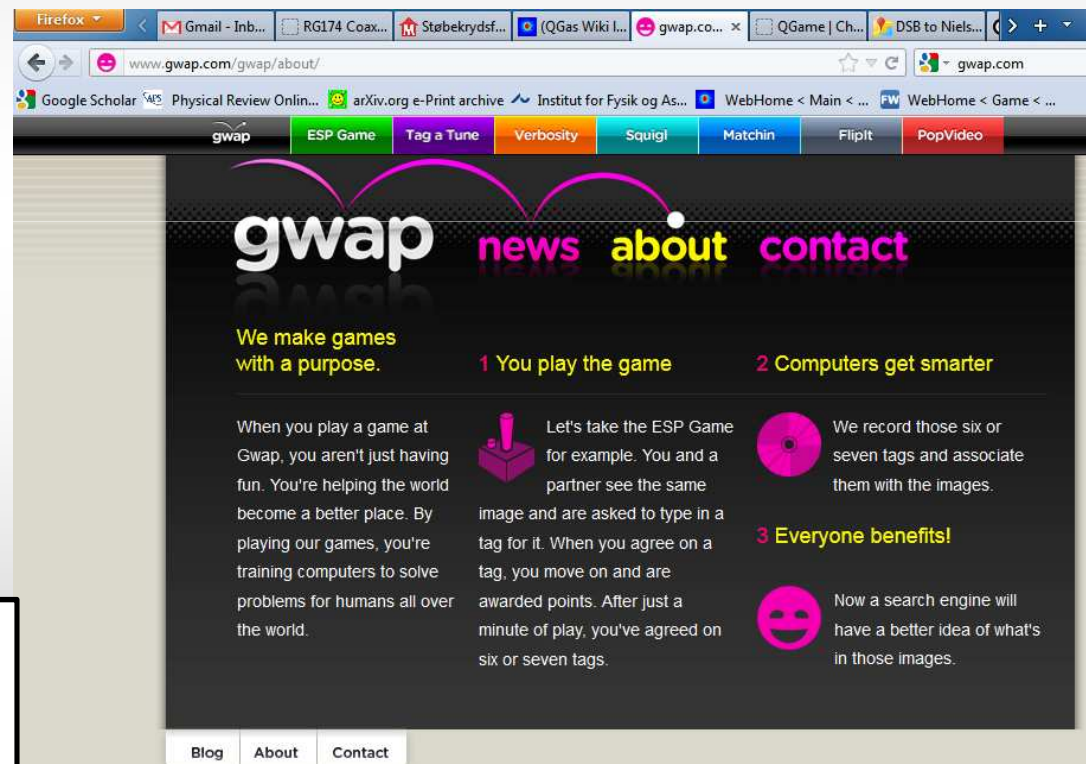 Firefox
Gmail - Inb...
RG174 Coax...
Støbekrydsf...
(QGas Wiki I...
gwap.co... ×
QGame | Ch...
DSB to Niels...
www.gwap.com/gwap/about/
gwap.com
Google Scholar
APS Physical Review Onlin...
arXiv.org e-Print archive
Institut for Fysik og As...
WebHome < Main < ...
FW WebHome < Game < ...
gwap
ESP Game
Tag a Tune
Verbosity
Squigl
Matchin
FlipIt
PopVideo
gwap news about contact
We make games
with a purpose.
When you play a game at
Gwap, you aren't just having
fun. You're helping the world
become a better place. By
playing our games, you're
training computers to solve
problems for humans all over
the world.
1 You play the game
Let's take the ESP Game
for example. You and a
partner see the same
image and are asked to type in a
tag for it. When you agree on a
tag, you move on and are
awarded points. After just a
minute of play, you've agreed on
six or seven tags.
2 Computers get smarter
We record those six or
seven tags and associate
them with the images.
3 Everyone benefits!
Now a search engine will
have a better idea of what's
in those images.
Blog
About
Contact